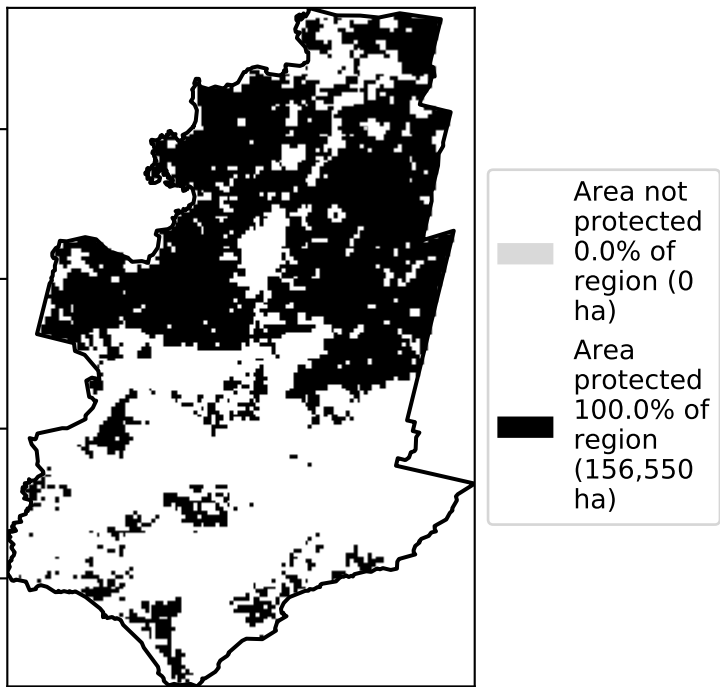 Area not
protected
0.0% of
region (0
ha)
Area
protected
100.0% of
region
(156,550
ha)